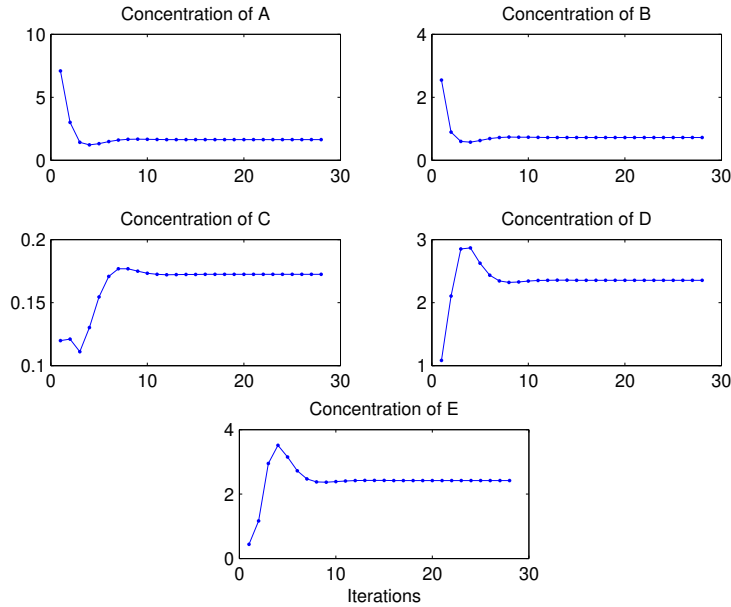 Concentration of A
10
5
0
0 10 20 30
Concentration of B
4
2
0
0 10 20 30
Concentration of C
0.2
0.15
0.1
0 10 20 30
Concentration of D
3
2
1
0 10 20 30
Concentration of E
4
2
0
0 10 20 30
Iterations